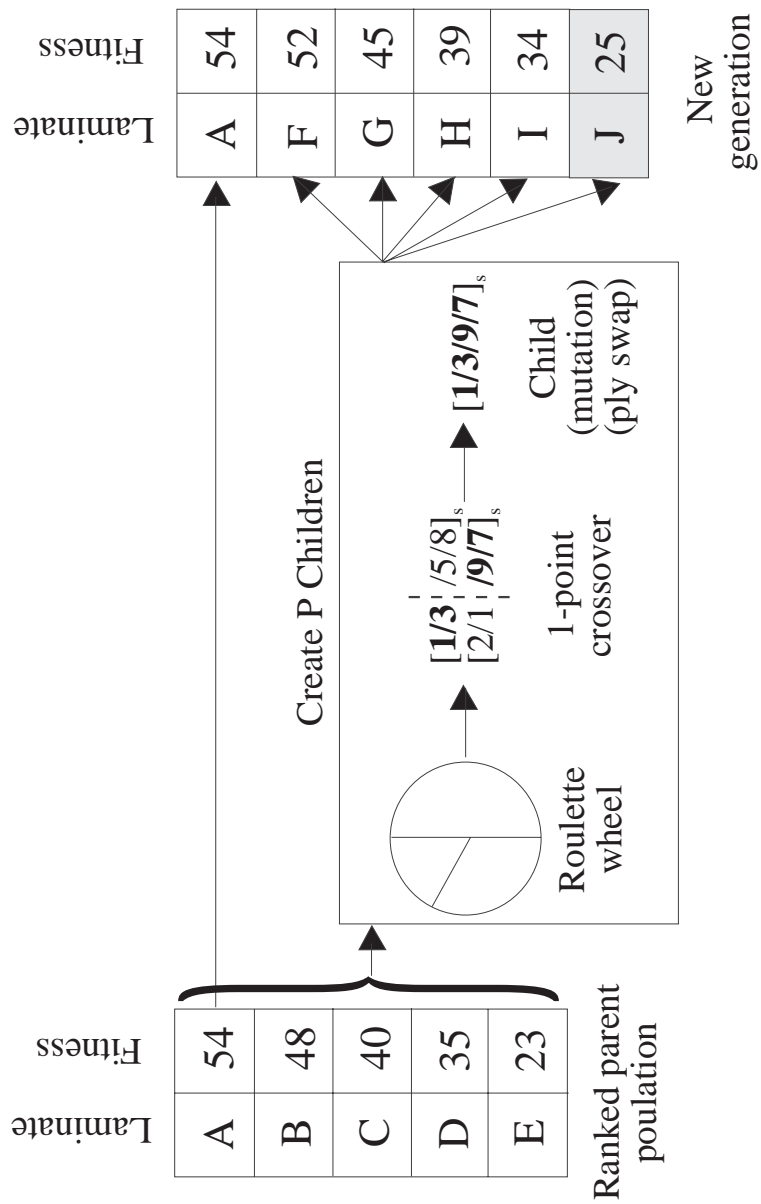 Laminate Fitness
A 54
B 48
C 40
D 35
E 23
Ranked parent
poulation
Create P Children
Roulette
wheel
[1/3 /5/8]s
[2/1 /9/7]s
1-point
crossover
[1/3/9/7]s
Child
(mutation)
(ply swap)
Laminate Fitness
A 54
F 52
G 45
H 39
I 34
J 25
New
generation